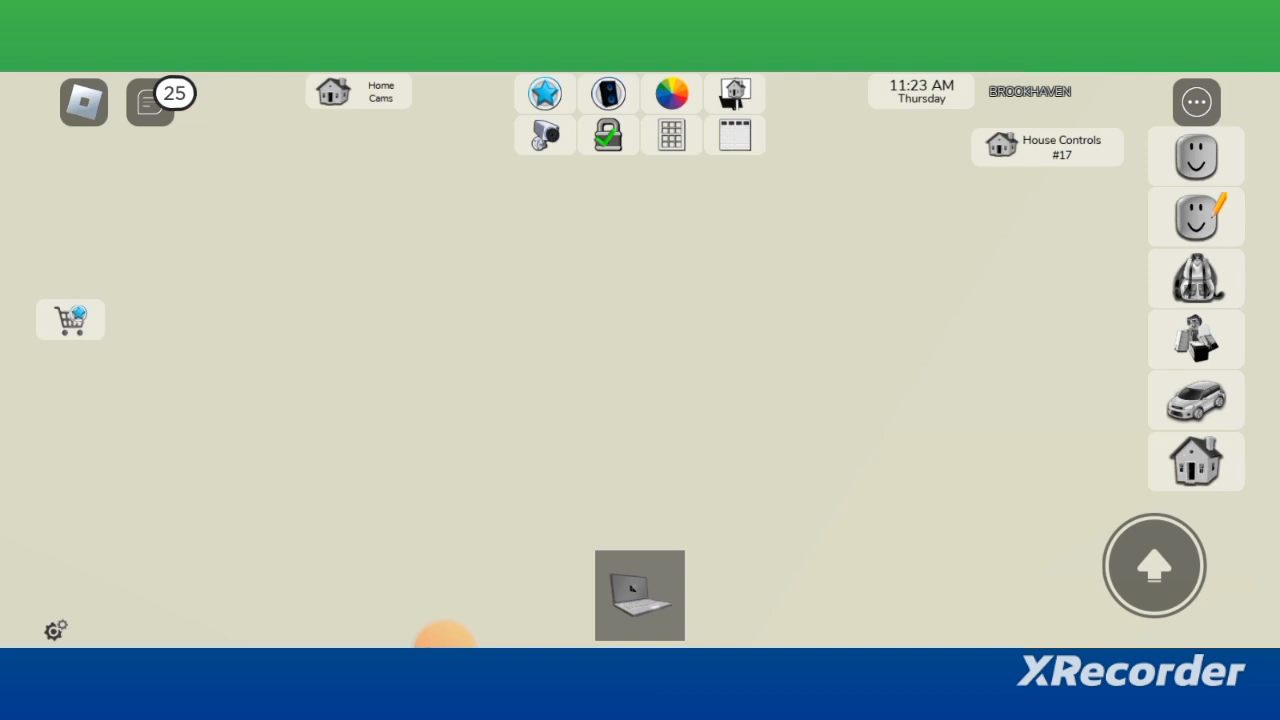 25
Home
Cams
11:23 AM
Thursday
BROOKHAVEN
House Controls
#17
XRecorder